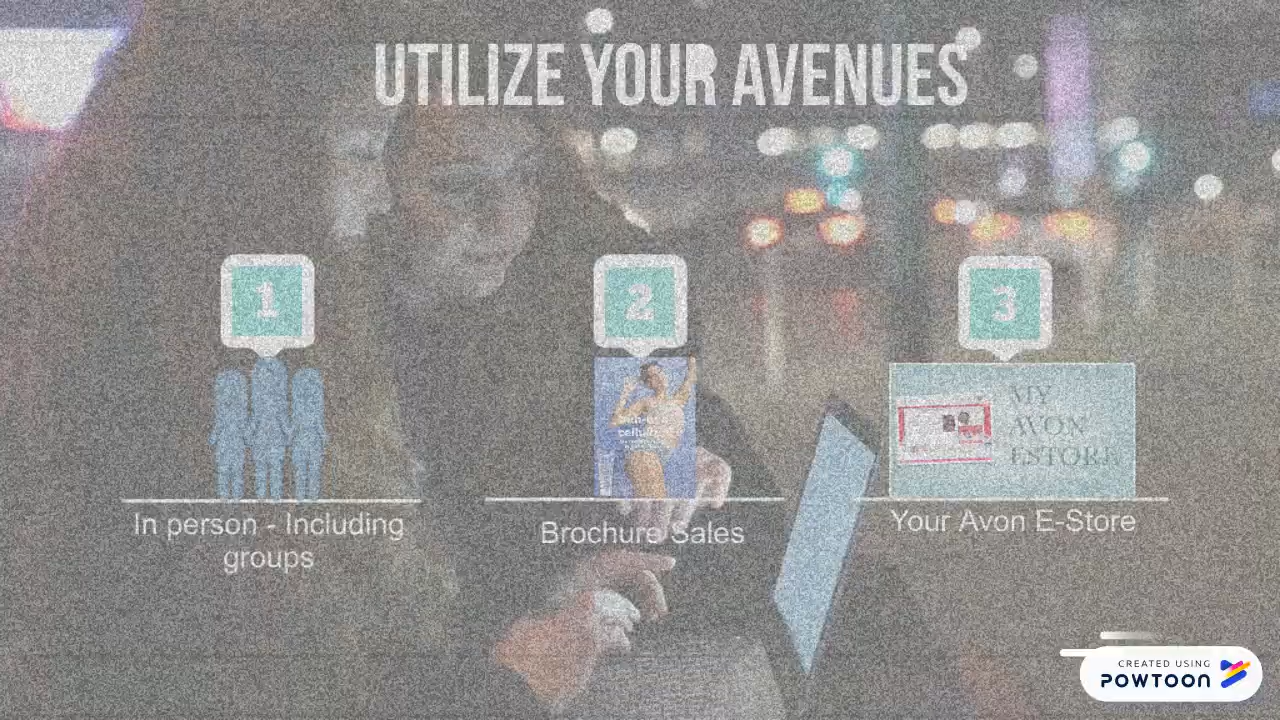 UTILIZE YOUR AVENUES
1
2
3
MY
AVON
ESTORE
In person - Including
groups
Brochure Sales
Your Avon E-Store
CREATED USING
POWTOON